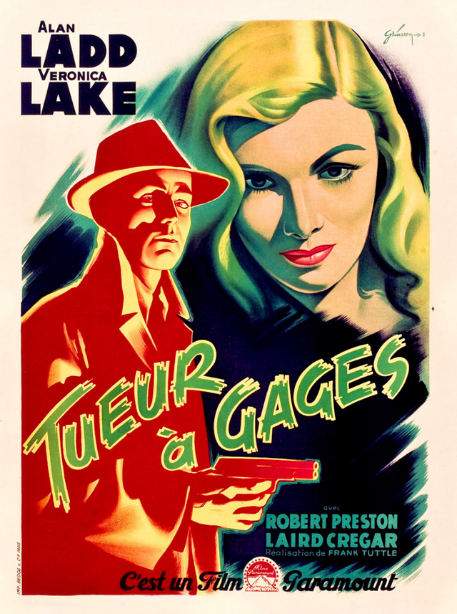 ALAN
LADD
VERONICA
LAKE
TUEUR
à GAGES
avec
ROBERT PRESTON
LAIRD CREGAR
Réalisation de FRANK TUTTLE
C'est un Film Paramount